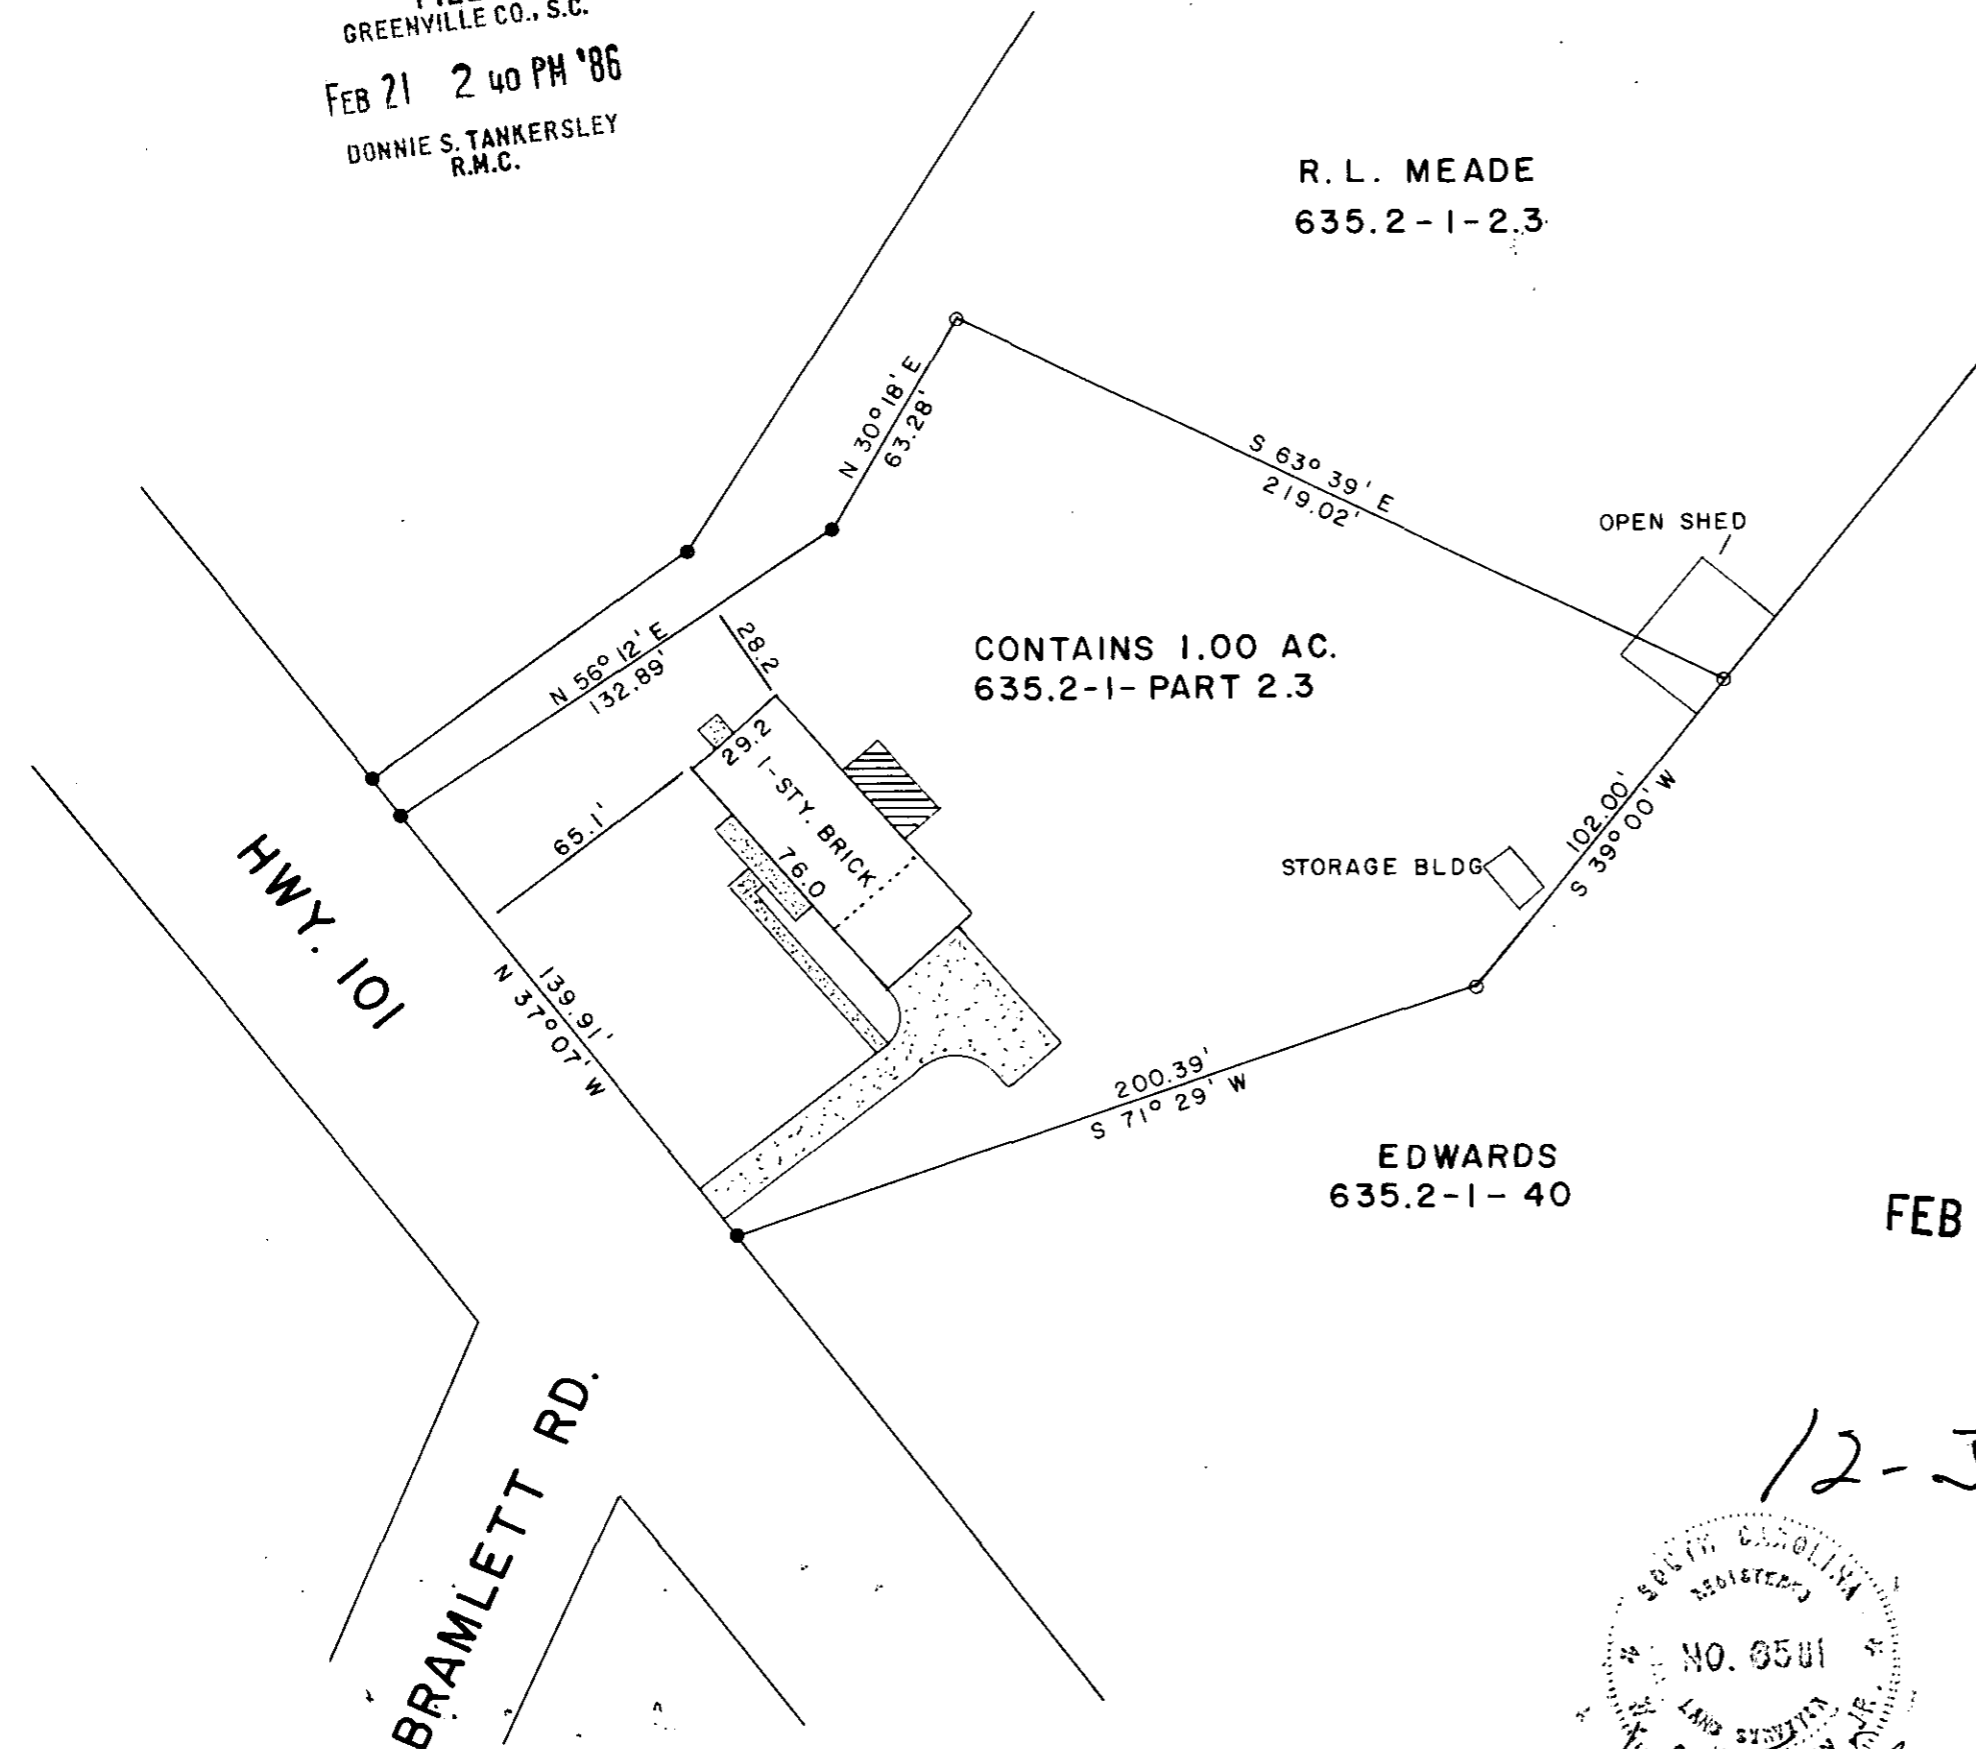 GREENVILLE CO., S.C.
FEB 21 2 40 PM '86
DONNIE S. TANKERSLEY
R.M.C.
R. L. MEADE
635.2-1-2.3
N 30° 18' E
63.28'
S 63° 39' E
219.02'
OPEN SHED
N 56° 12' E
132.89'
28.2
CONTAINS 1.00 AC.
635.2-1- PART 2.3
29.2
1-STY. BRICK
76.0
65.1'
102.00'
S 39° 00' W
STORAGE BLDG
HWY. 101
139.91'
N 37° 07' W
200.39'
S 71° 29' W
EDWARDS
635.2-1-40
FEB
BRAMLETT RD.
12-
SOUTH CAROLINA
REGISTERED
LAND SURVEYOR
JR.